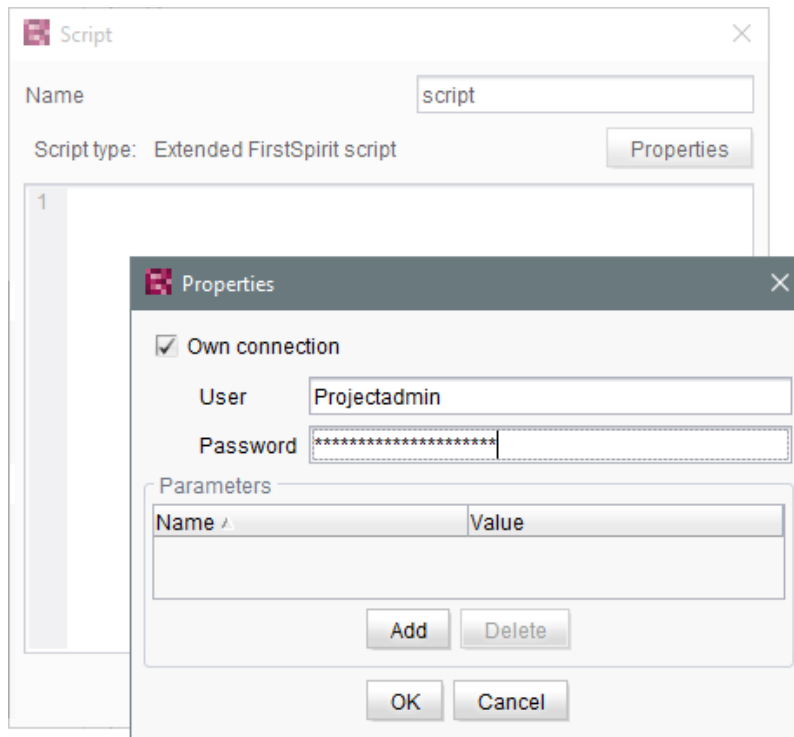 Script
Name script
Script type: Extended FirstSpirit script Properties
1
Properties
Own connection
User Projectadmin
Password *********************
Parameters
Name Value
Add Delete
OK Cancel